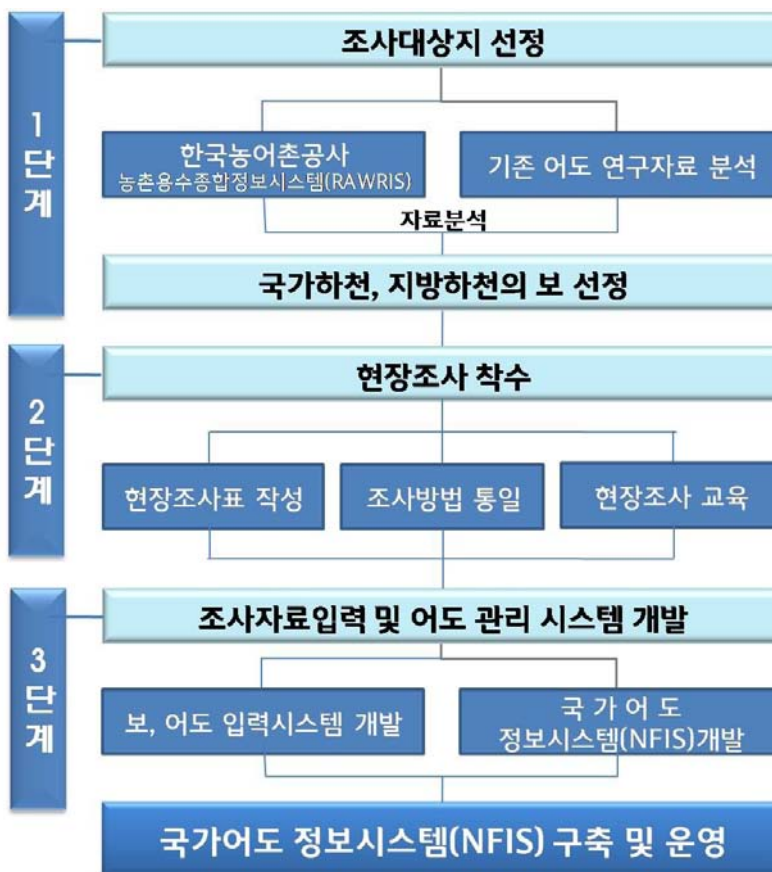 1단계
조사대상지 선정
한국농어촌공사
농촌용수종합정보시스템(RAWRIS)
기존 어도 연구자료 분석
자료분석
국가하천, 지방하천의 보 선정
2단계
현장조사 착수
현장조사표 작성
조사방법 통일
현장조사 교육
3단계
조사자료입력 및 어도 관리 시스템 개발
보, 어도 입력시스템 개발
국 가 어 도
정보시스템(NFIS)개발
국가어도 정보시스템(NFIS) 구축 및 운영